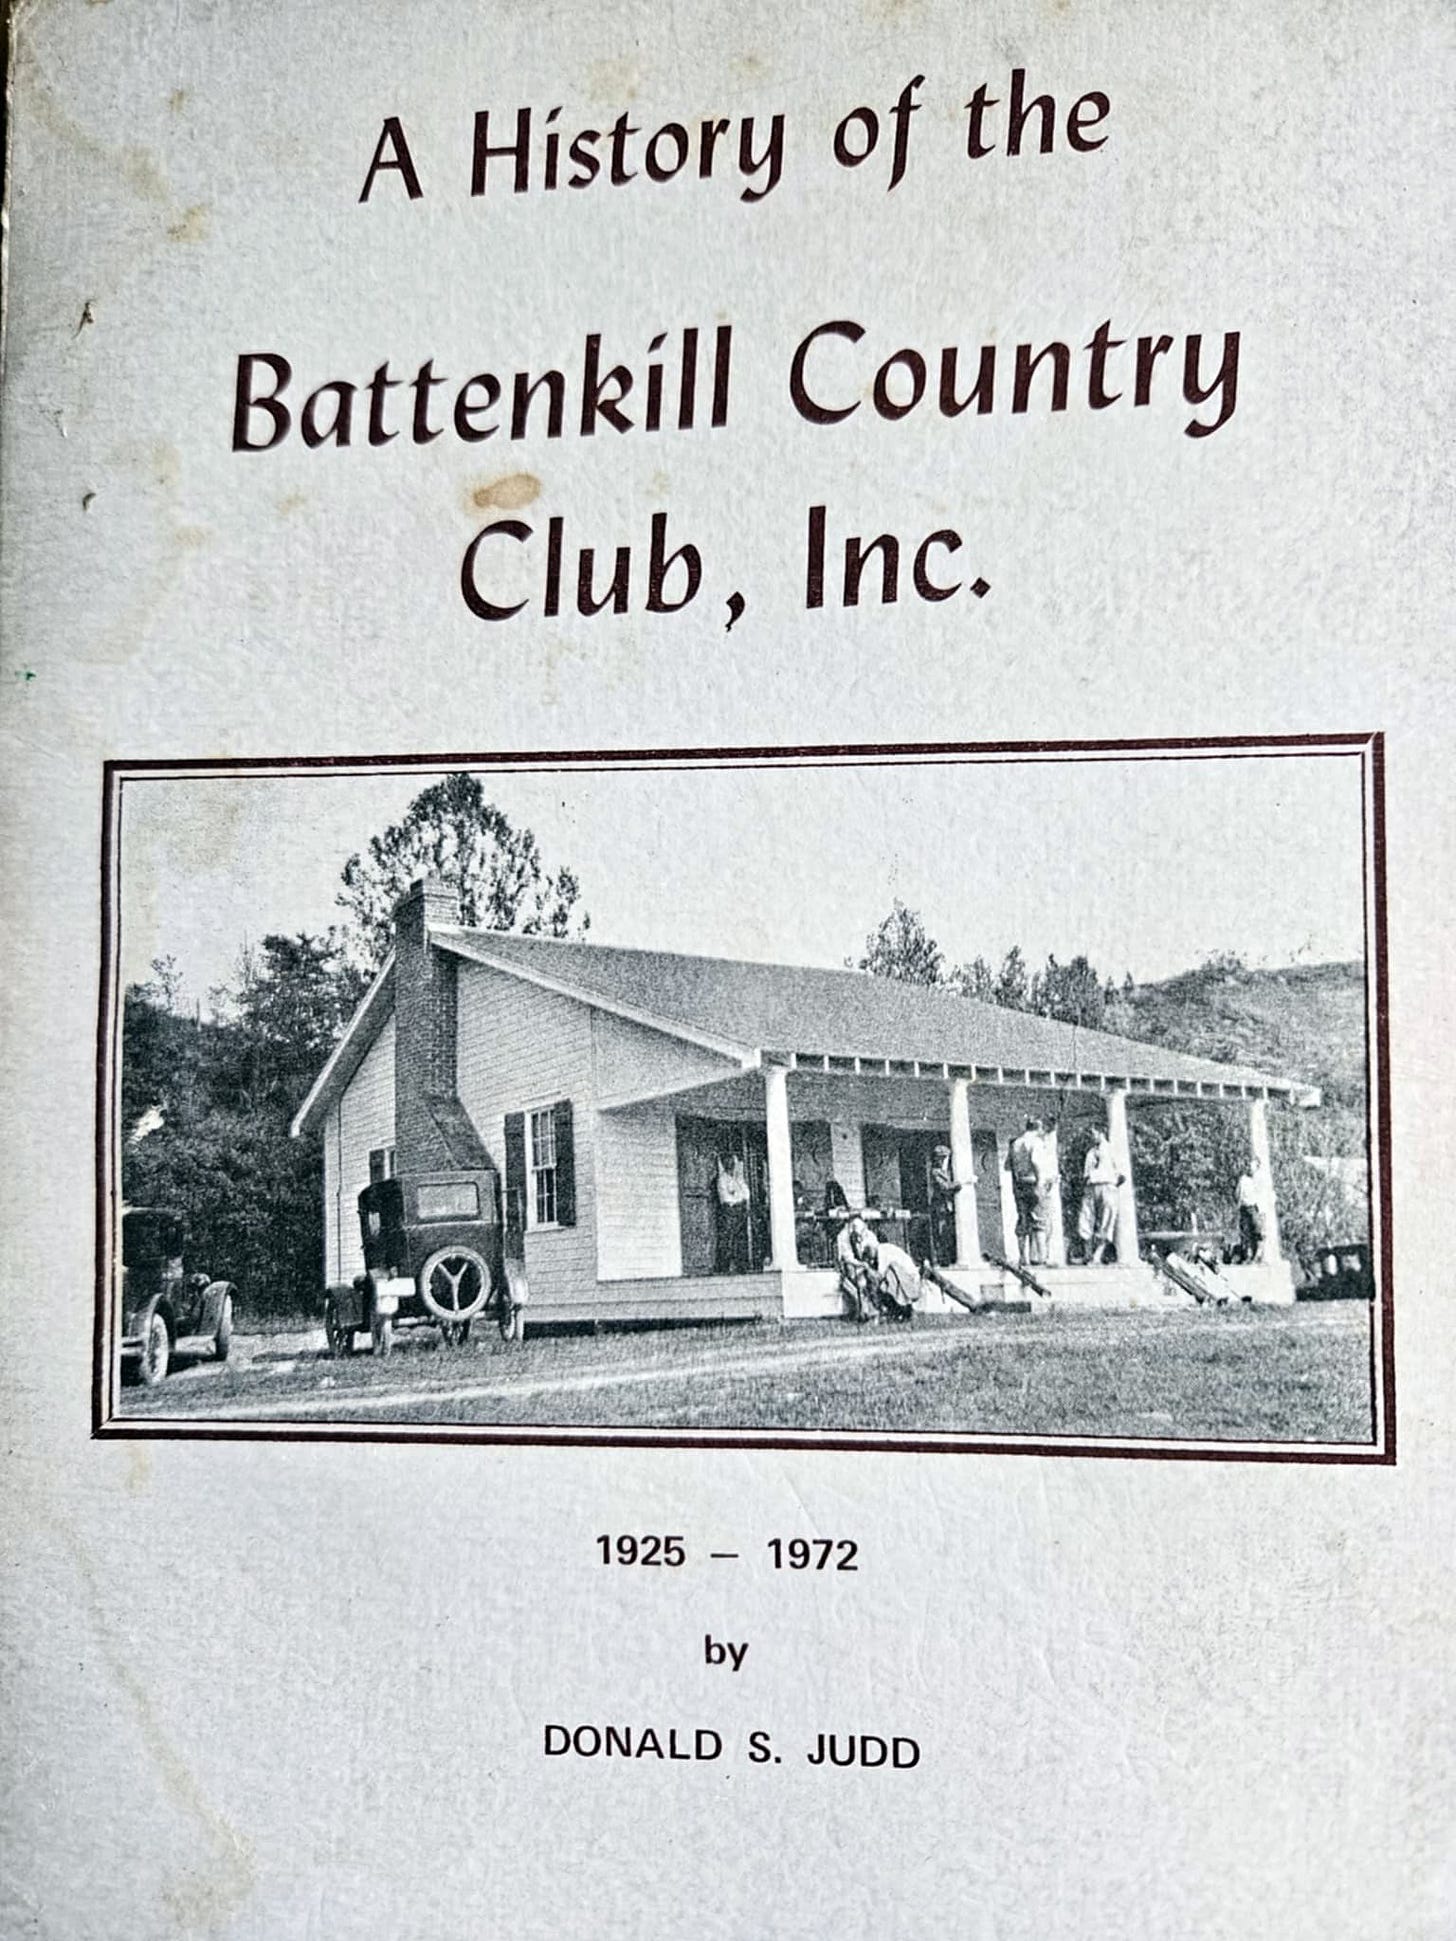 A History of the
Battenkill Country
Club, Inc.
1925 – 1972
by
DONALD S. JUDD